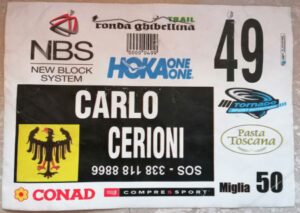 TRAIL
Ronda Ghibellina
NBS
NEW BLOCK
SYSTEM
HOKA ONE ONE
49
CARLO
CERIONI
SOS - 338 118 8866
Tornado
Pasta
Toscana
CONAD
COMPRESSPORT
Miglia 50